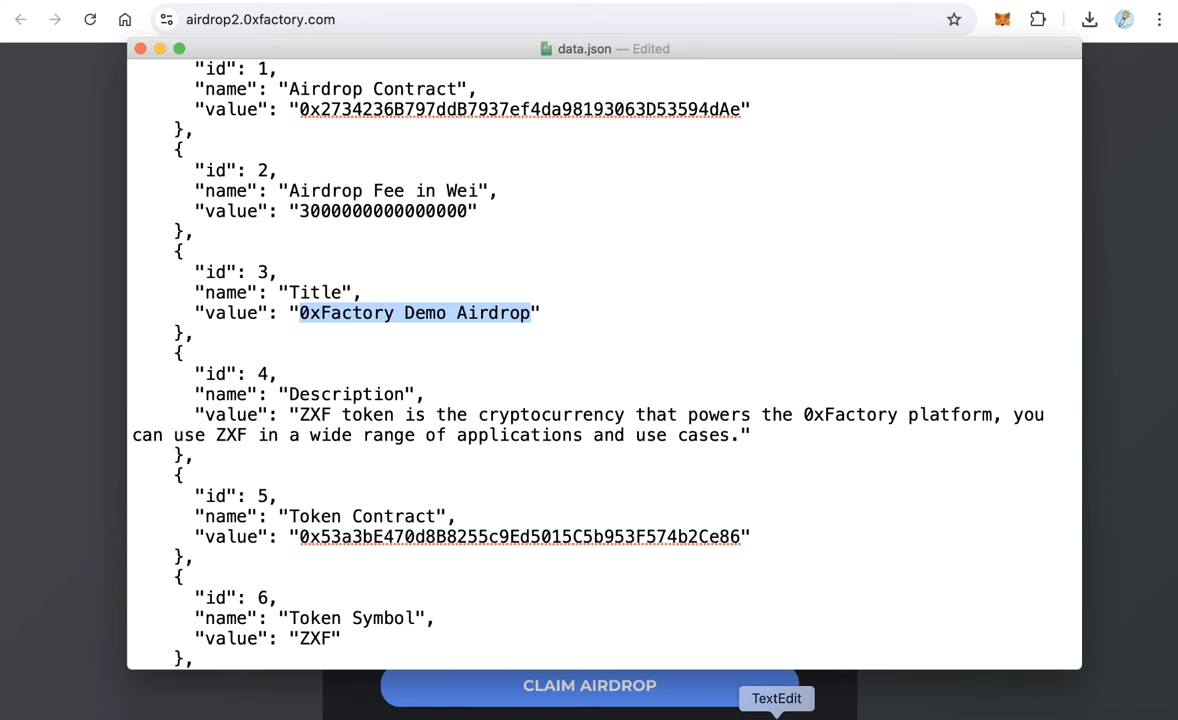 airdrop2.0xfactory.com
data.json — Edited
"id": 1,
"name": "Airdrop Contract",
"value": "0x2734236B797ddB7937ef4da98193063D53594dAe"
},
{
"id": 2,
"name": "Airdrop Fee in Wei",
"value": "3000000000000000"
},
{
"id": 3,
"name": "Title",
"value": "0xFactory Demo Airdrop"
},
{
"id": 4,
"name": "Description",
"value": "ZXF token is the cryptocurrency that powers the 0xFactory platform, you
can use ZXF in a wide range of applications and use cases."
},
{
"id": 5,
"name": "Token Contract",
"value": "0x53a3bE470d8B8255c9Ed5015C5b953F574b2Ce86"
},
{
"id": 6,
"name": "Token Symbol",
"value": "ZXF"
},
CLAIM AIRDROP
TextEdit